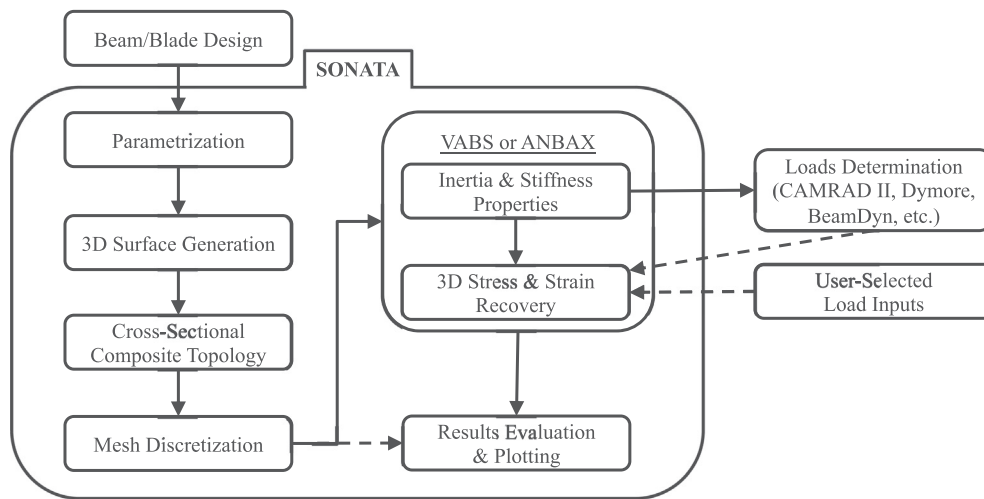 Beam/Blade Design
SONATA
Parametrization
3D Surface Generation
Cross-Sectional
Composite Topology
Mesh Discretization
VABS or ANBAX
Inertia & Stiffness
Properties
3D Stress & Strain
Recovery
Results Evaluation
& Plotting
Loads Determination
(CAMRAD II, Dymore,
BeamDyn, etc.)
User-Selected
Load Inputs